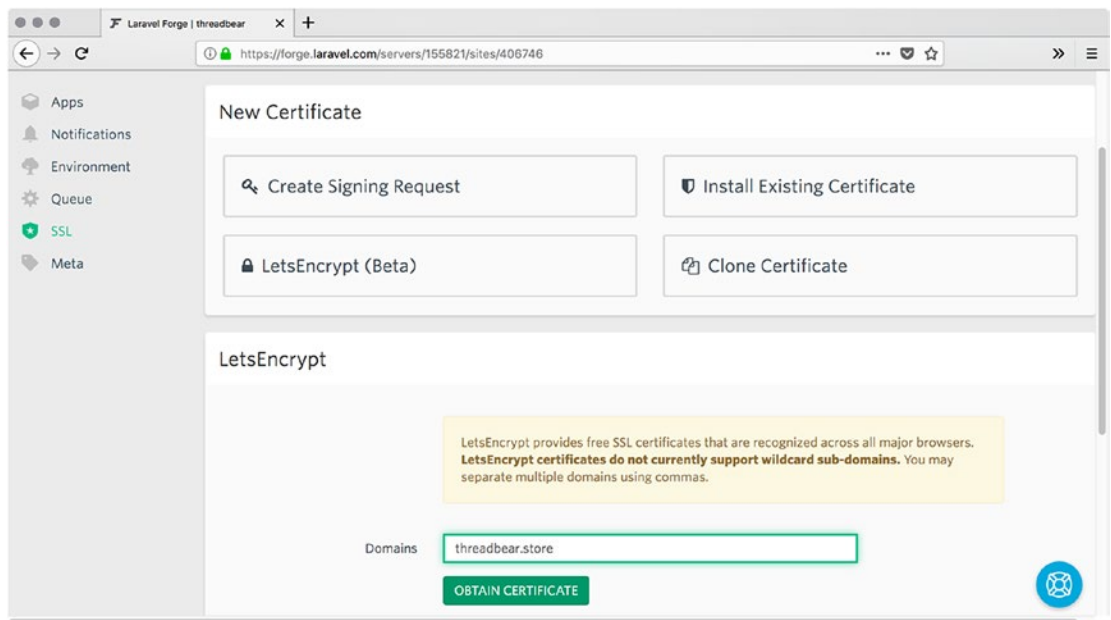 Laravel Forge | threadbear
https://forge.laravel.com/servers/155821/sites/406746
Apps
Notifications
Environment
Queue
SSL
Meta
New Certificate
Create Signing Request
Install Existing Certificate
LetsEncrypt (Beta)
Clone Certificate
LetsEncrypt
LetsEncrypt provides free SSL certificates that are recognized across all major browsers.
LetsEncrypt certificates do not currently support wildcard sub-domains. You may
separate multiple domains using commas.
Domains
threadbear.store
OBTAIN CERTIFICATE